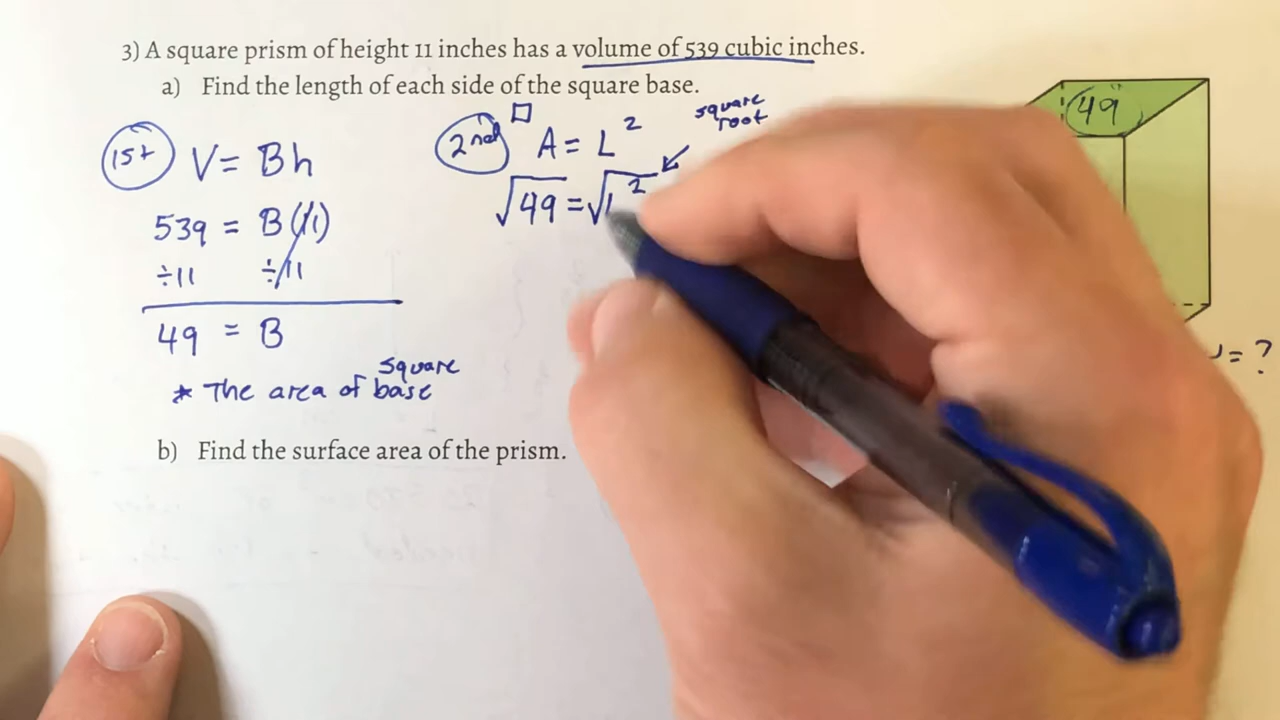 3) A square prism of height 11 inches has a volume of 539 cubic inches.
a) Find the length of each side of the square base.
1st V = Bh
539 = B(11)
÷11 ÷11
49 = B
* The area of square base
2nd □ A = L²
√49 = √L²
square root
49
= ?
b) Find the surface area of the prism.